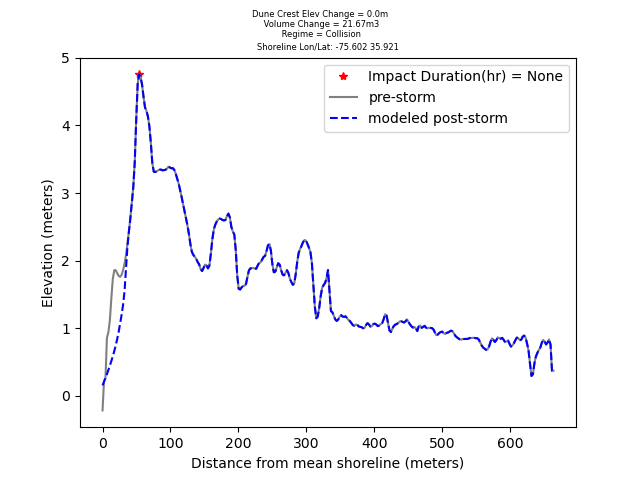 Dune Crest Elev Change = 0.0m
Volume Change = 21.67m3
Regime = Collision
Shoreline Lon/Lat: -75.602 35.921
Impact Duration(hr) = None
pre-storm
modeled post-storm
Elevation (meters)
5
4
3
2
1
0
0 100 200 300 400 500 600
Distance from mean shoreline (meters)